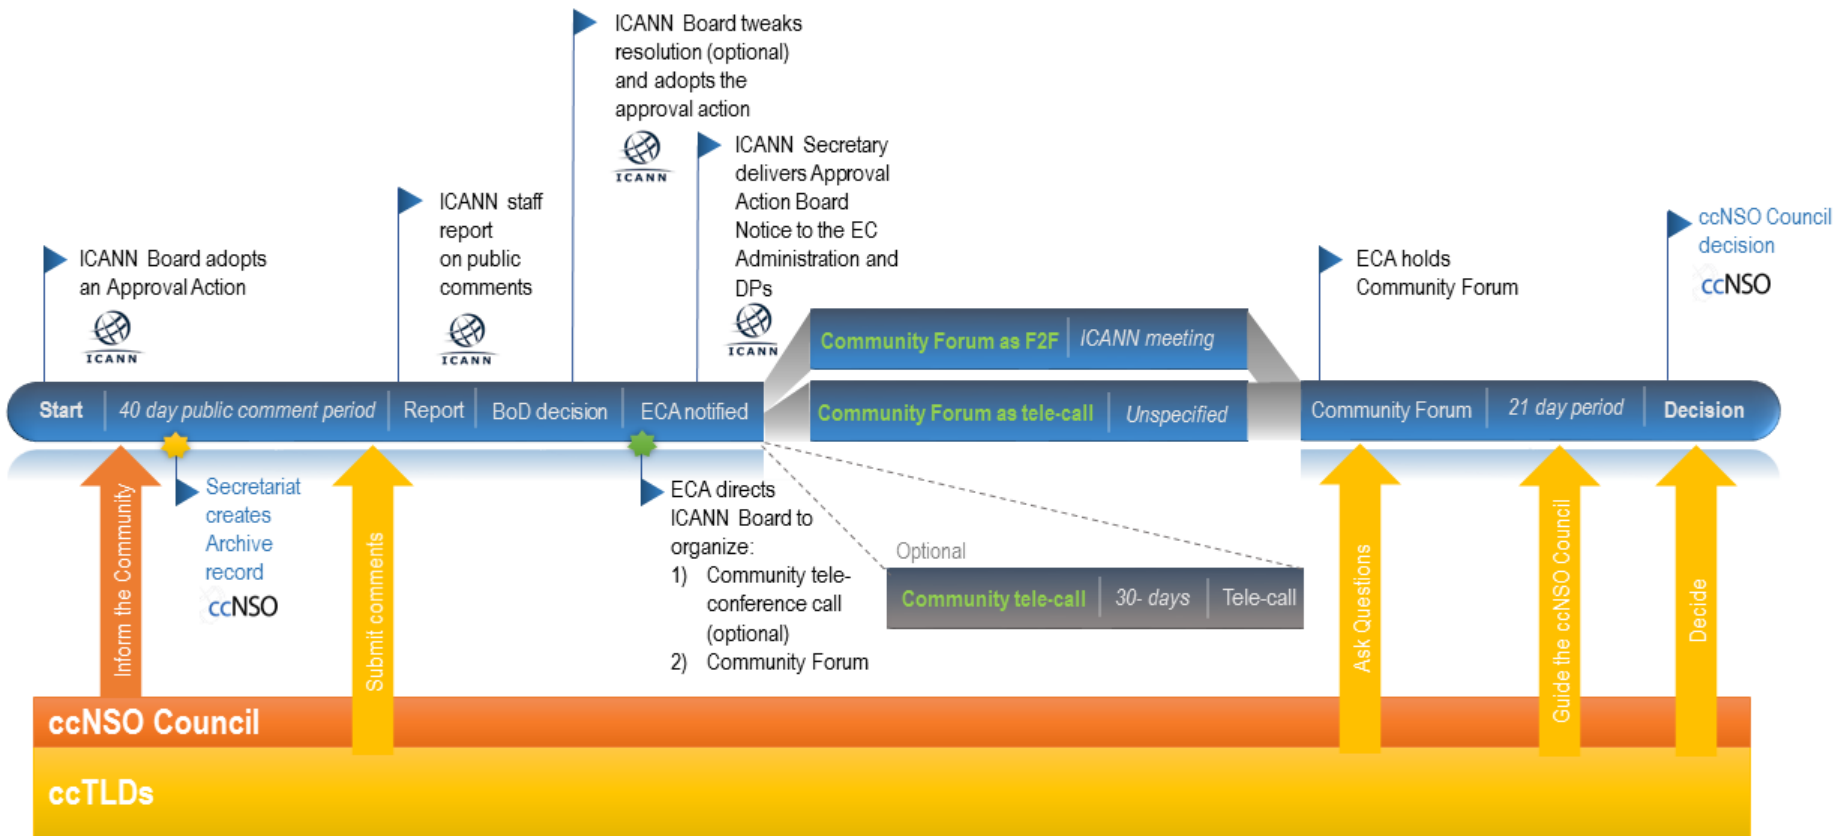 ICANN Board tweaks
resolution (optional)
and adopts the
approval action
ICANN
ICANN Secretary
delivers Approval
Action Board
Notice to the EC
Administration and
DPs
ICANN
ICANN staff
report
on public
comments
ICANN
ICANN Board adopts
an Approval Action
ICANN
ECA holds
Community Forum
ccNSO Council
decision
ccNSO
Community Forum as F2F
ICANN meeting
Start
40 day public comment period
Report
BoD decision
ECA notified
Community Forum as tele-call
Unspecified
Community Forum
21 day period
Decision
Secretariat
creates
Archive
record
ccNSO
ECA directs
ICANN Board to
organize:
1) Community tele-
conference call
(optional)
2) Community Forum
Optional
Community tele-call
30- days
Tele-call
Inform the Community
Submit comments
Ask Questions
Guide the ccNSO Council
Decide
ccNSO Council
ccTLDs